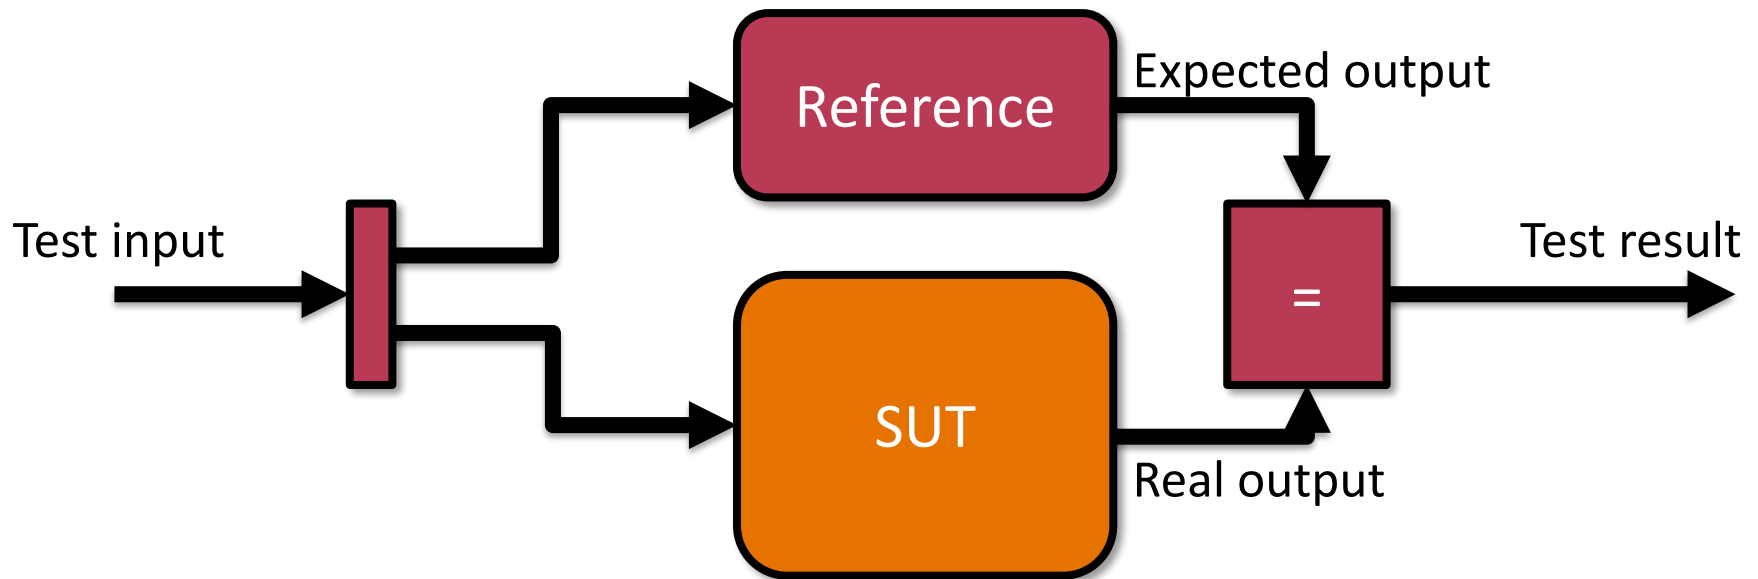 Expected output
Reference
Test input
Test result
=
SUT
Real output